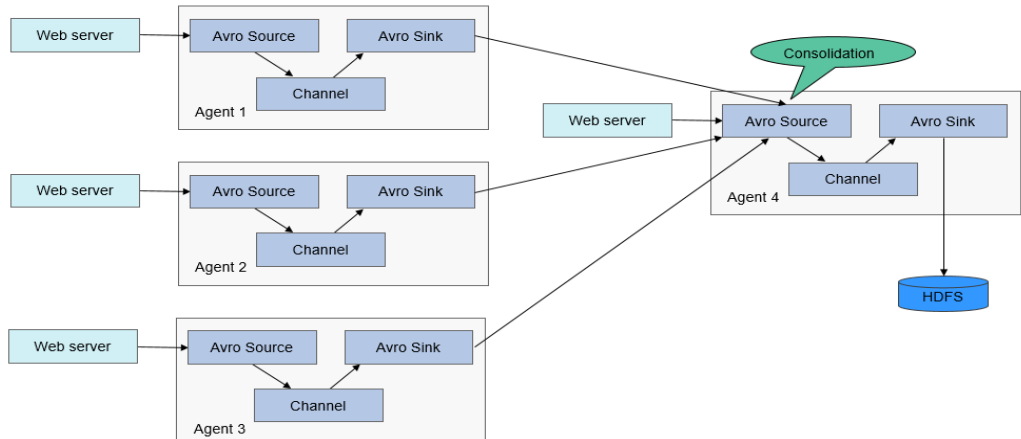 Web server
Avro Source
Avro Sink
Channel
Agent 1
Web server
Avro Source
Avro Sink
Channel
Agent 2
Web server
Avro Source
Avro Sink
Channel
Agent 3
Consolidation
Web server
Avro Source
Avro Sink
Channel
Agent 4
HDFS